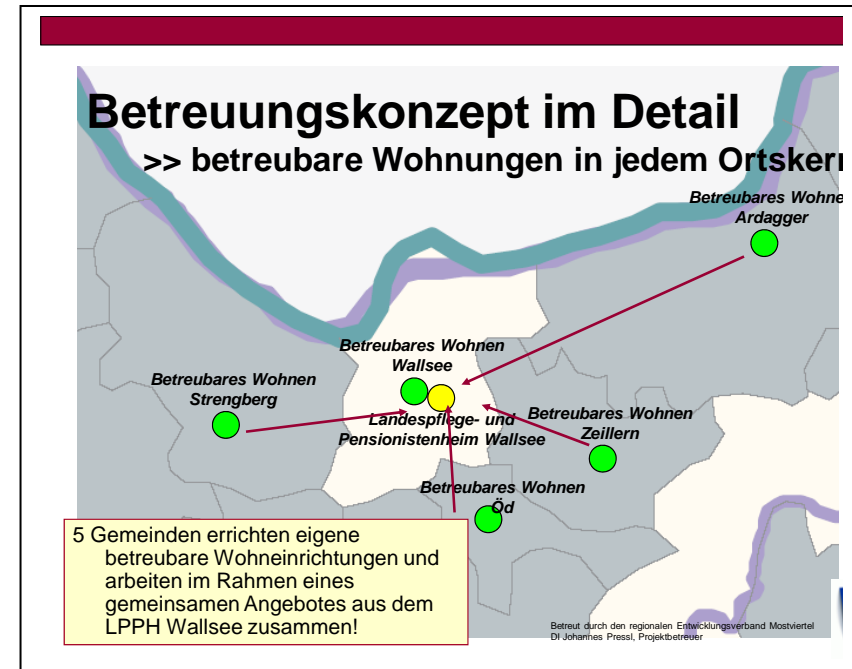 Betreuungskonzept im Detail
>> betreubare Wohnungen in jedem Ortskern
Betreubares Wohne
Ardagger
Betreubares Wohnen
Wallsee
Betreubares Wohnen
Strengberg
Landespflege- und
Pensionistenheim Wallsee
Betreubares Wohnen
Zeillern
Betreubares Wohnen
Öd
5 Gemeinden errichten eigene
betreubare Wohneinrichtungen und
arbeiten im Rahmen eines
gemeinsamen Angebotes aus dem
LPPH Wallsee zusammen!
Betreut durch den regionalen Entwicklungsverband Mostviertel
DI Johannes Pressl, Projektbetreuer